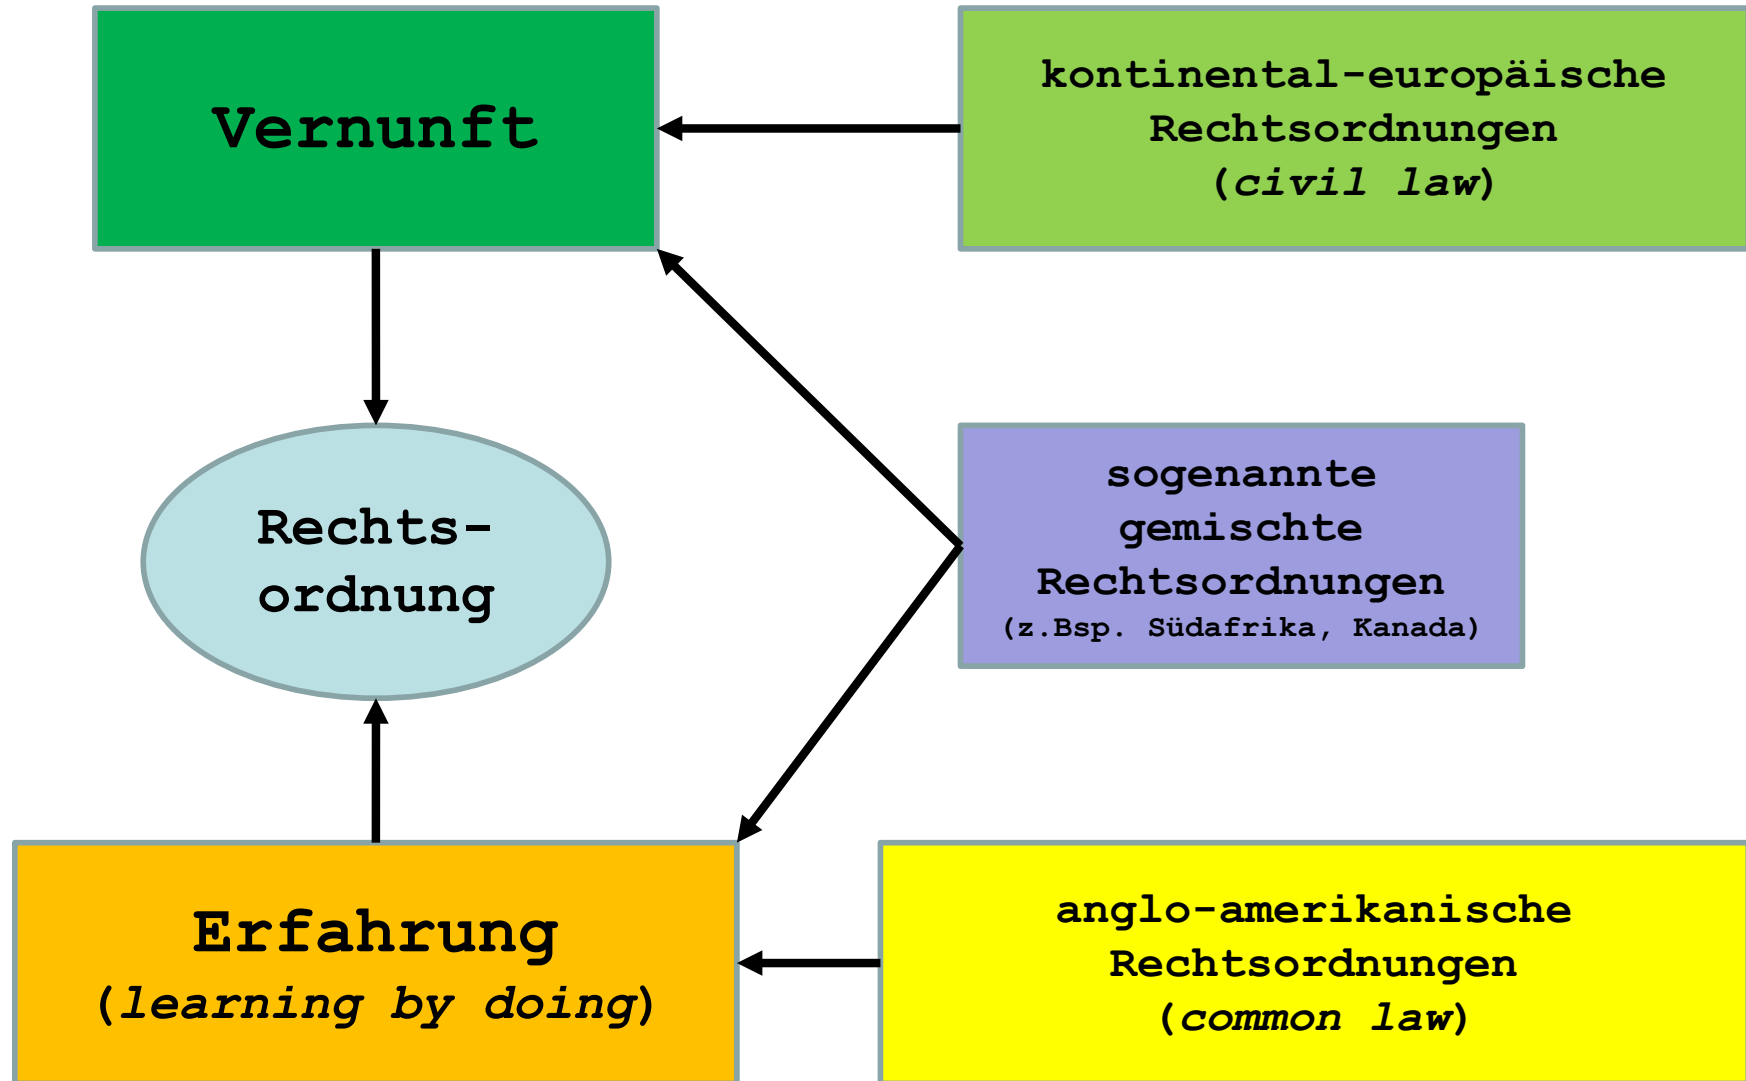 Vernunft
kontinental-europäische
Rechtsordnungen
(civil law)
Rechts-
ordnung
sogenannte
gemischte
Rechtsordnungen
(z.Bsp. Südafrika, Kanada)
Erfahrung
(learning by doing)
anglo-amerikanische
Rechtsordnungen
(common law)